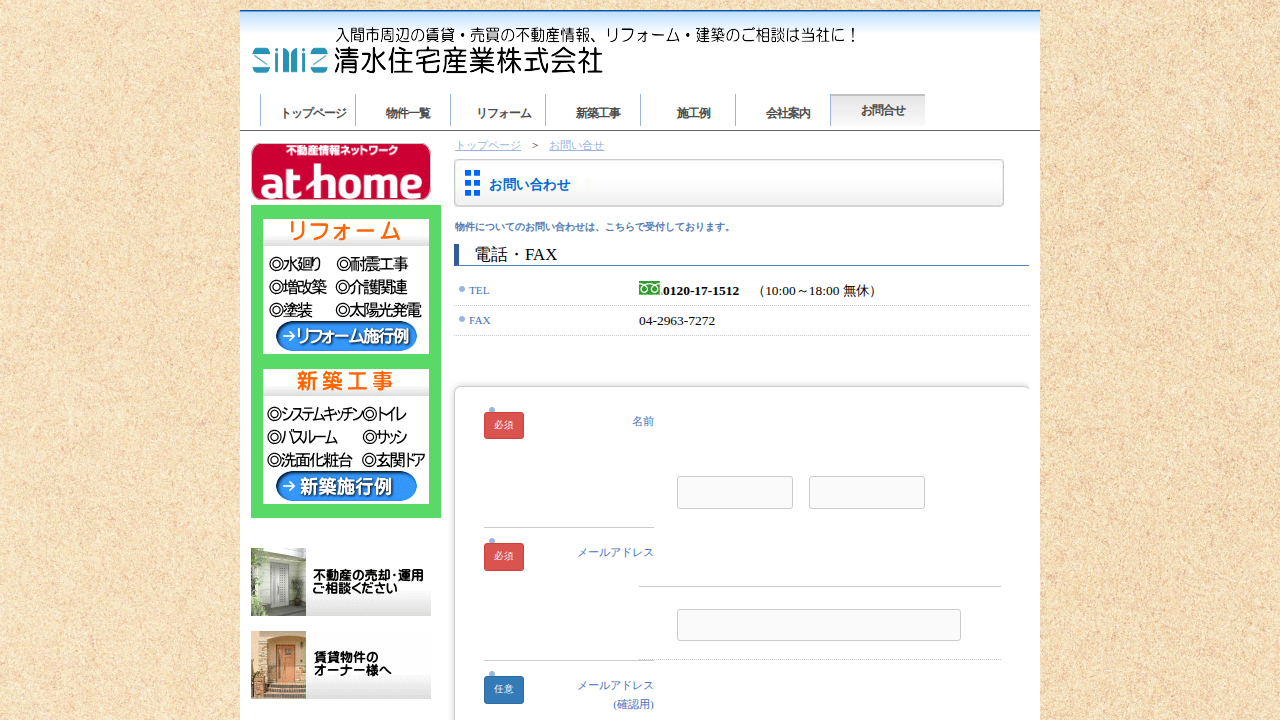 入間市周辺の賃貸・売買の不動産情報、リフォーム・建築のご相談は当社に！
SIMIS 清水住宅産業株式会社
トップページ 物件一覧 リフォーム 新築工事 施工例 会社案内 お問合せ
トップページ > お問い合せ
不動産情報ネットワーク
at home
リフォーム
◎水廻り ◎耐震工事
◎増改築 ◎介護関連
◎塗装 ◎太陽光発電
→リフォーム施行例
新築工事
◎システムキッチン◎トイレ
◎バスルーム ◎サッシ
◎洗面化粧台 ◎玄関ドア
→ 新築施行例
不動産の売却・運用
ご相談ください
賃貸物件の
オーナー様へ
お問い合わせ
物件についてのお問い合わせは、こちらで受付しております。
電話・FAX
TEL 0120-17-1512 （10:00～18:00 無休）
FAX 04-2963-7272
必須 名前
必須 メールアドレス
任意 メールアドレス
(確認用)